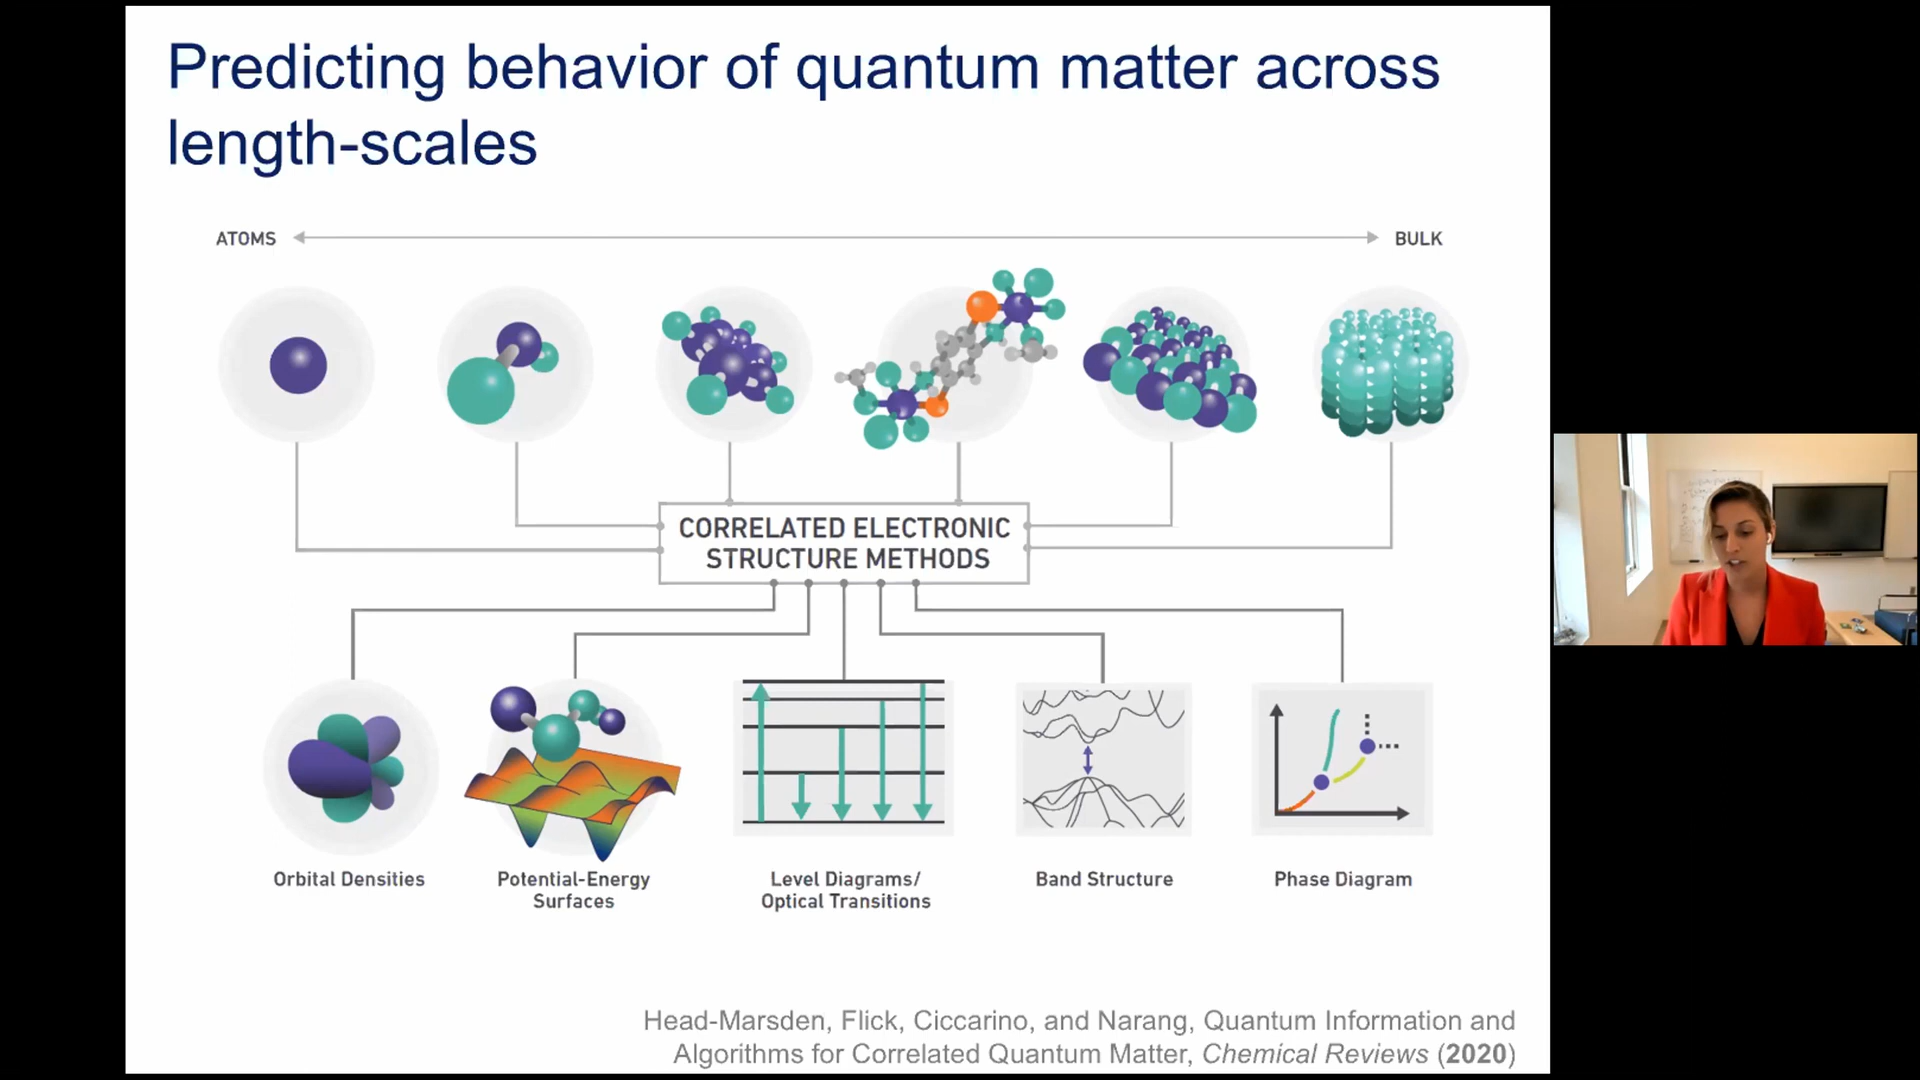 Predicting behavior of quantum matter across
length-scales
ATOMS
BULK
CORRELATED ELECTRONIC
STRUCTURE METHODS
Orbital Densities
Potential-Energy
Surfaces
Level Diagrams/
Optical Transitions
Band Structure
Phase Diagram
Head-Marsden, Flick, Ciccarino, and Narang, Quantum Information and
Algorithms for Correlated Quantum Matter, Chemical Reviews (2020)